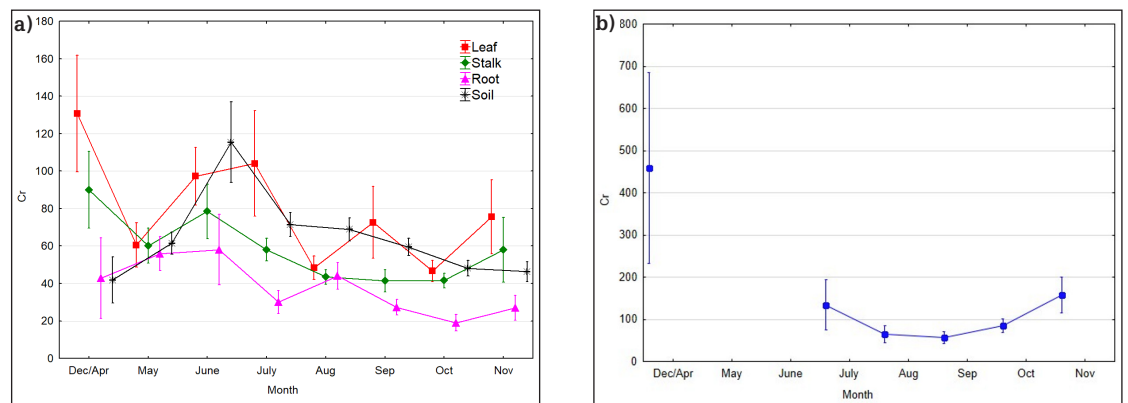 a)
180
160
140
120
100
80
60
40
20
0
Cr
Leaf
Stalk
Root
Soil
Dec/Apr May June July Aug Sep Oct Nov
Month
b)
800
700
600
500
400
300
200
100
0
Cr
Dec/Apr May June July Aug Sep Oct Nov
Month